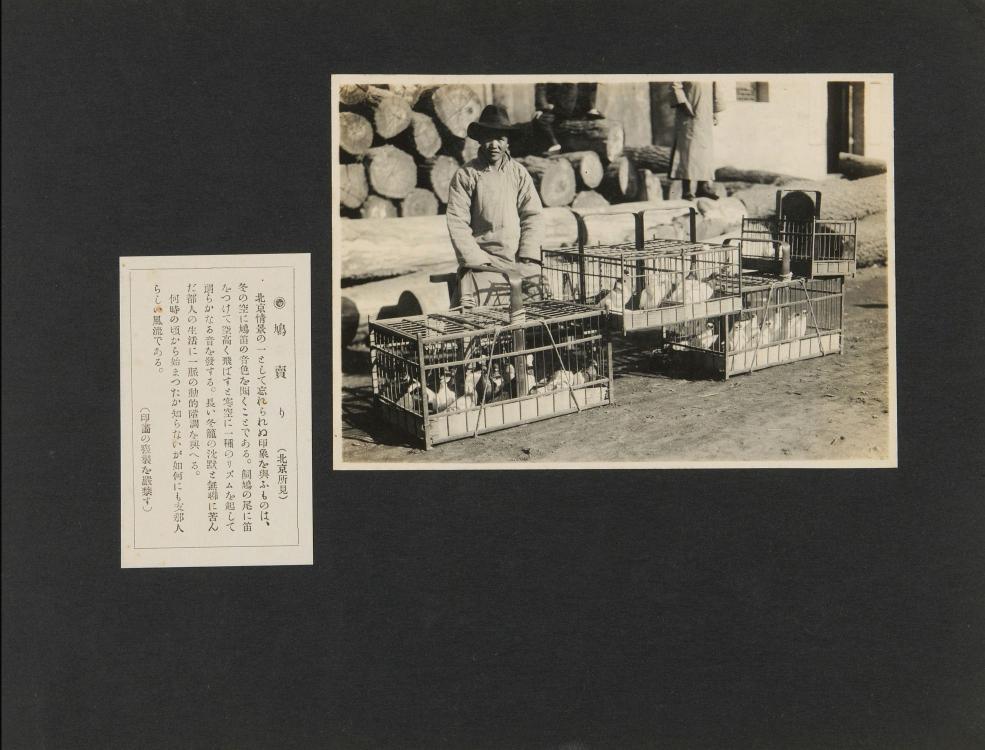 ◉鳩賣り（北京所見）
北京情景の一として忘れられぬ印象を與ふものは、
冬の空に鳩笛の音色を聞くことである。飼鳩の尾に笛
をつけて空高く飛ばすと寒空に一種のリズムを起して
朗らかなる音を發する。長い冬籠の沈默と無聊に苦ん
だ都人の生活に一脈の動的階調を與へる。
何時の頃から始まつたか知らないが如何にも支那人
らしい風流である。
（印畵の複製を嚴禁す）